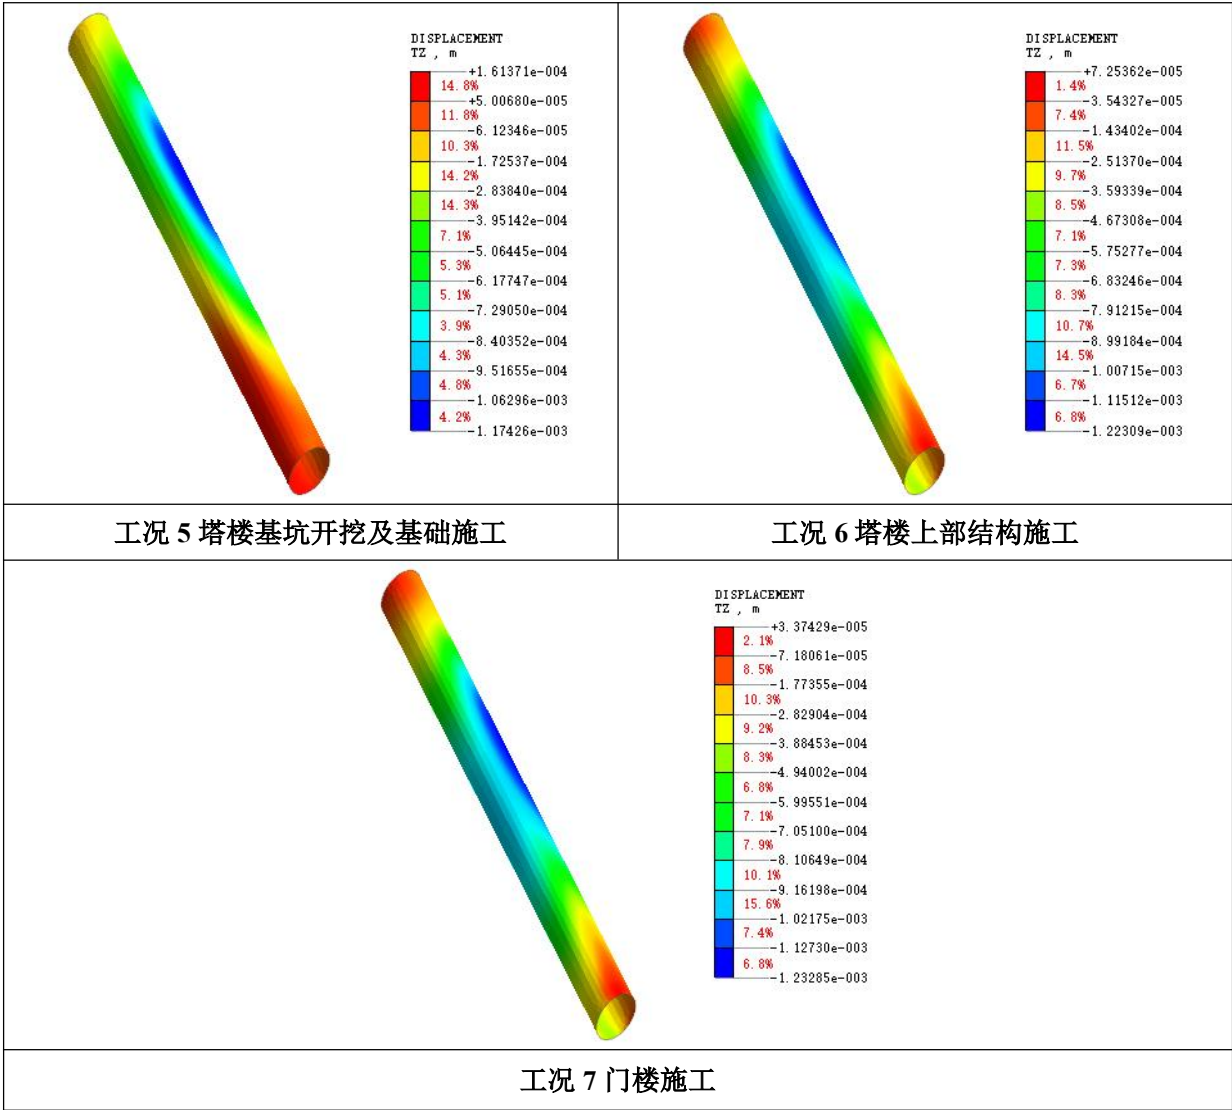 DISPLACEMENT
TZ , m
+1.61371e-004
14.8%
+5.00680e-005
11.8%
-6.12346e-005
10.3%
-1.72537e-004
14.2%
-2.83840e-004
14.3%
-3.95142e-004
7.1%
-5.06445e-004
5.3%
-6.17747e-004
5.1%
-7.29050e-004
3.9%
-8.40352e-004
4.3%
-9.51655e-004
4.8%
-1.06296e-003
4.2%
-1.17426e-003
工况 5 塔楼基坑开挖及基础施工
DISPLACEMENT
TZ , m
+7.25362e-005
1.4%
-3.54327e-005
7.4%
-1.43402e-004
11.5%
-2.51370e-004
9.7%
-3.59339e-004
8.5%
-4.67308e-004
7.1%
-5.75277e-004
7.3%
-6.83246e-004
8.3%
-7.91215e-004
10.7%
-8.99184e-004
14.5%
-1.00715e-003
6.7%
-1.11512e-003
6.8%
-1.22309e-003
工况 6 塔楼上部结构施工
DISPLACEMENT
TZ , m
+3.37429e-005
2.1%
-7.18061e-005
8.5%
-1.77355e-004
10.3%
-2.82904e-004
9.2%
-3.88453e-004
8.3%
-4.94002e-004
6.8%
-5.99551e-004
7.1%
-7.05100e-004
7.9%
-8.10649e-004
10.1%
-9.16198e-004
15.6%
-1.02175e-003
7.4%
-1.12730e-003
6.8%
-1.23285e-003
工况 7 门楼施工